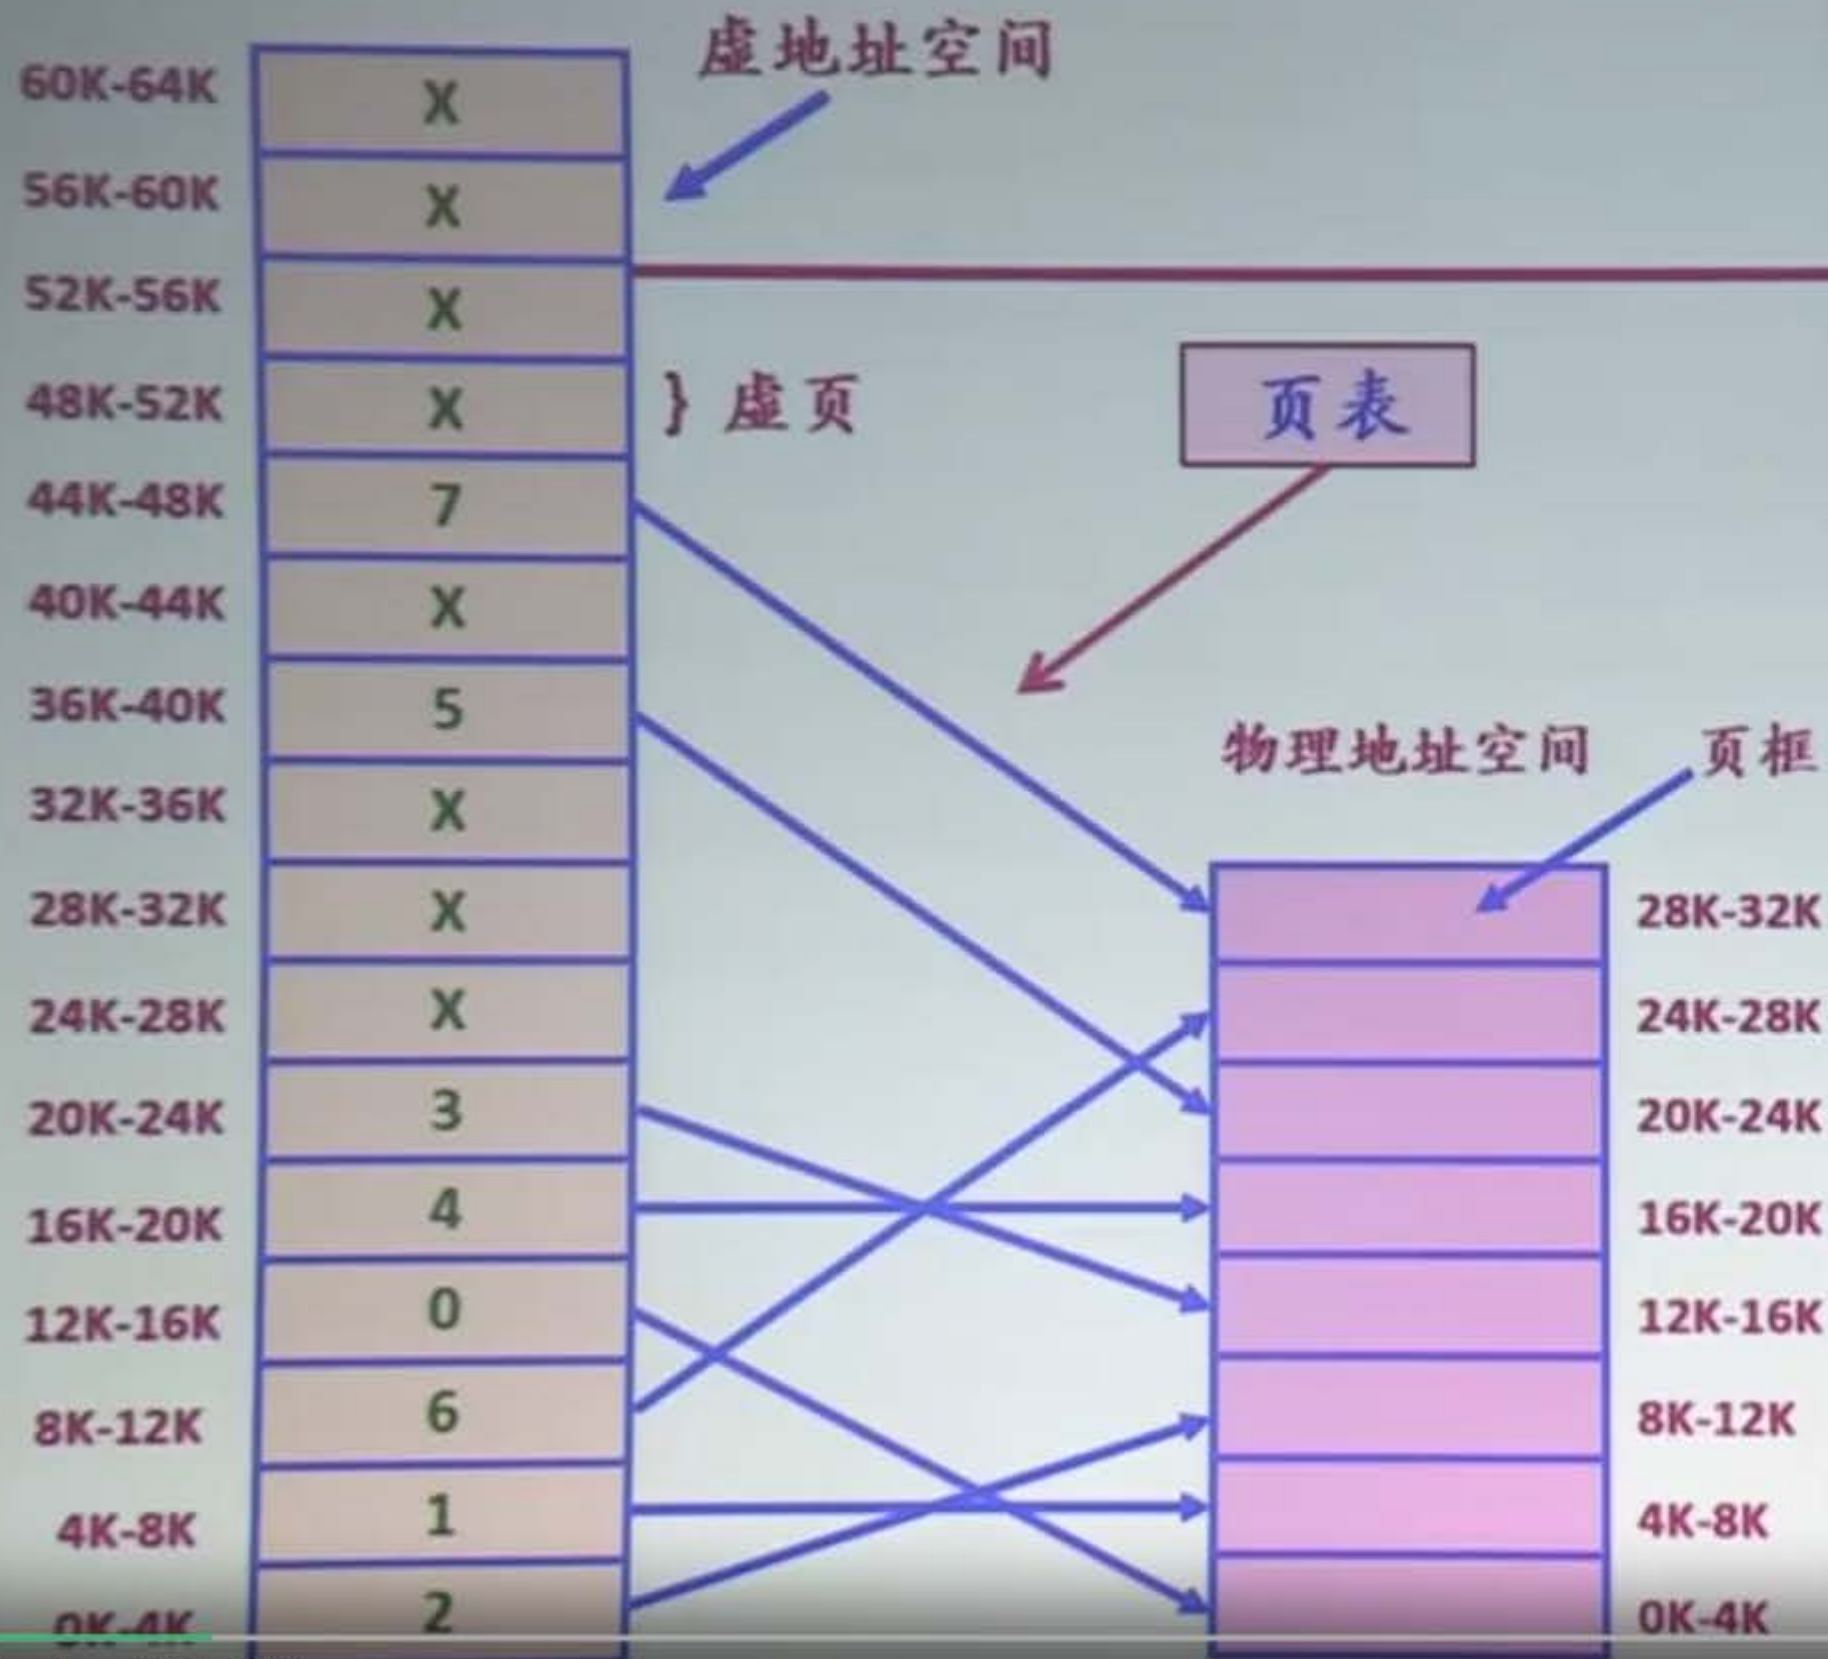 虚地址空间
60K-64K X
56K-60K X
52K-56K X
48K-52K X } 虚页
页表
44K-48K 7
40K-44K X
36K-40K 5
物理地址空间 页框
32K-36K X
28K-32K X 28K-32K
24K-28K X 24K-28K
20K-24K 3 20K-24K
16K-20K 4 16K-20K
12K-16K 0 12K-16K
8K-12K 6 8K-12K
4K-8K 1 4K-8K
0K-4K 2 0K-4K